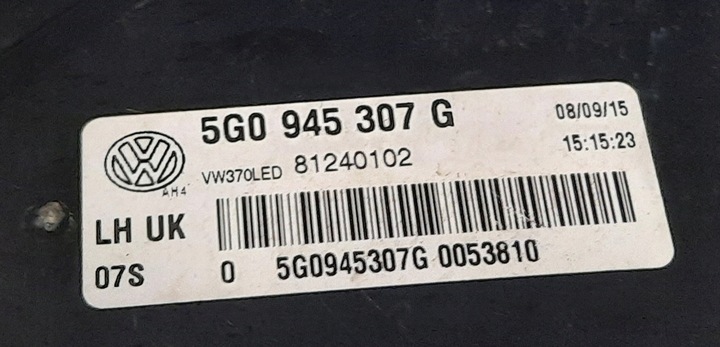 5G0 945 307 G
08/09/15
VW370LED 81240102
15:15:23
AH4
LH UK
07S
0 5G0945307G 0053810